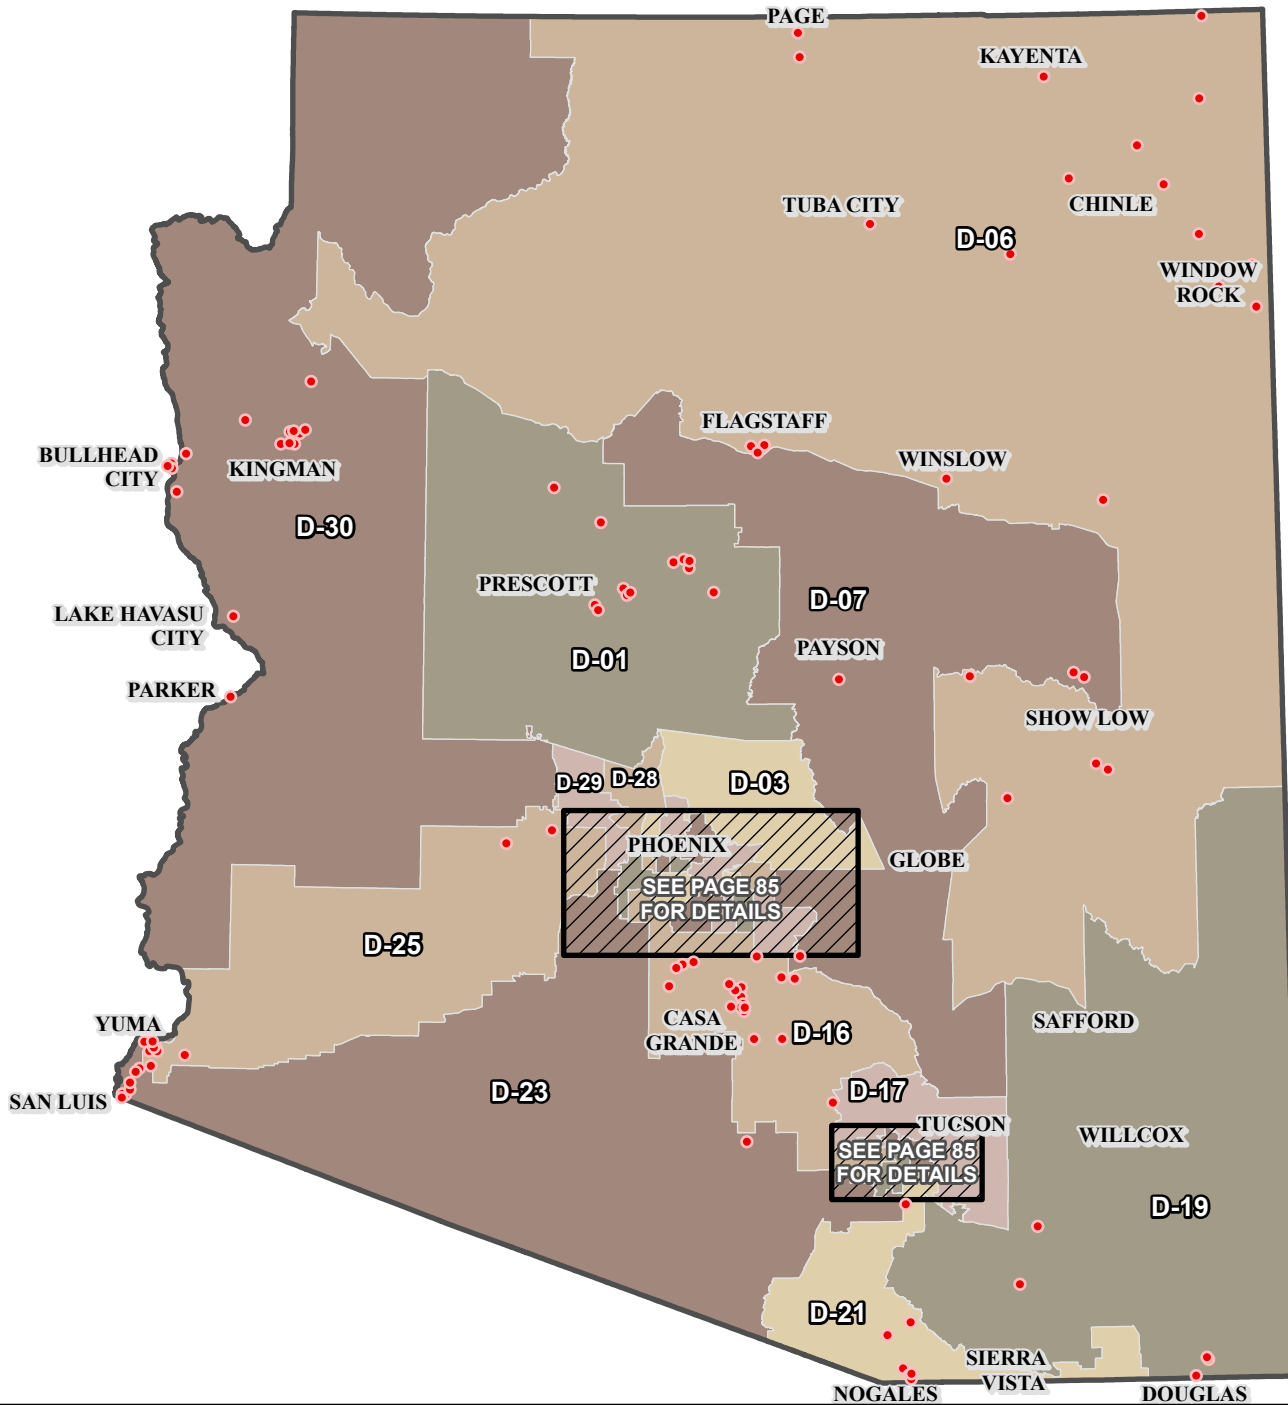 PAGE
KAYENTA
TUBA CITY
CHINLE
D-06
WINDOW
ROCK
FLAGSTAFF
BULLHEAD
CITY
KINGMAN
WINSLOW
D-30
PRESCOTT
D-07
LAKE HAVASU
CITY
PAYSON
D-01
PARKER
SHOW LOW
D-29
D-28
D-03
PHOENIX
GLOBE
SEE PAGE 85
FOR DETAILS
D-25
YUMA
CASA
GRANDE
D-16
SAFFORD
SAN LUIS
D-23
D-17
TUCSON
WILLCOX
SEE PAGE 85
FOR DETAILS
D-19
D-21
SIERRA
VISTA
NOGALES
DOUGLAS